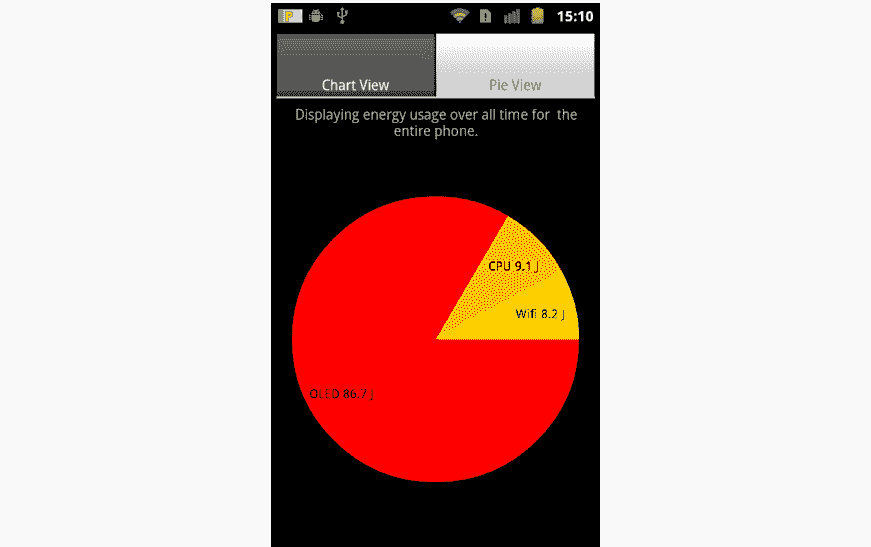 15:10
Chart View
Pie View
Displaying energy usage over all time for the
entire phone.
CPU 9.1 J
Wifi 8.2 J
OLED 86.7 J